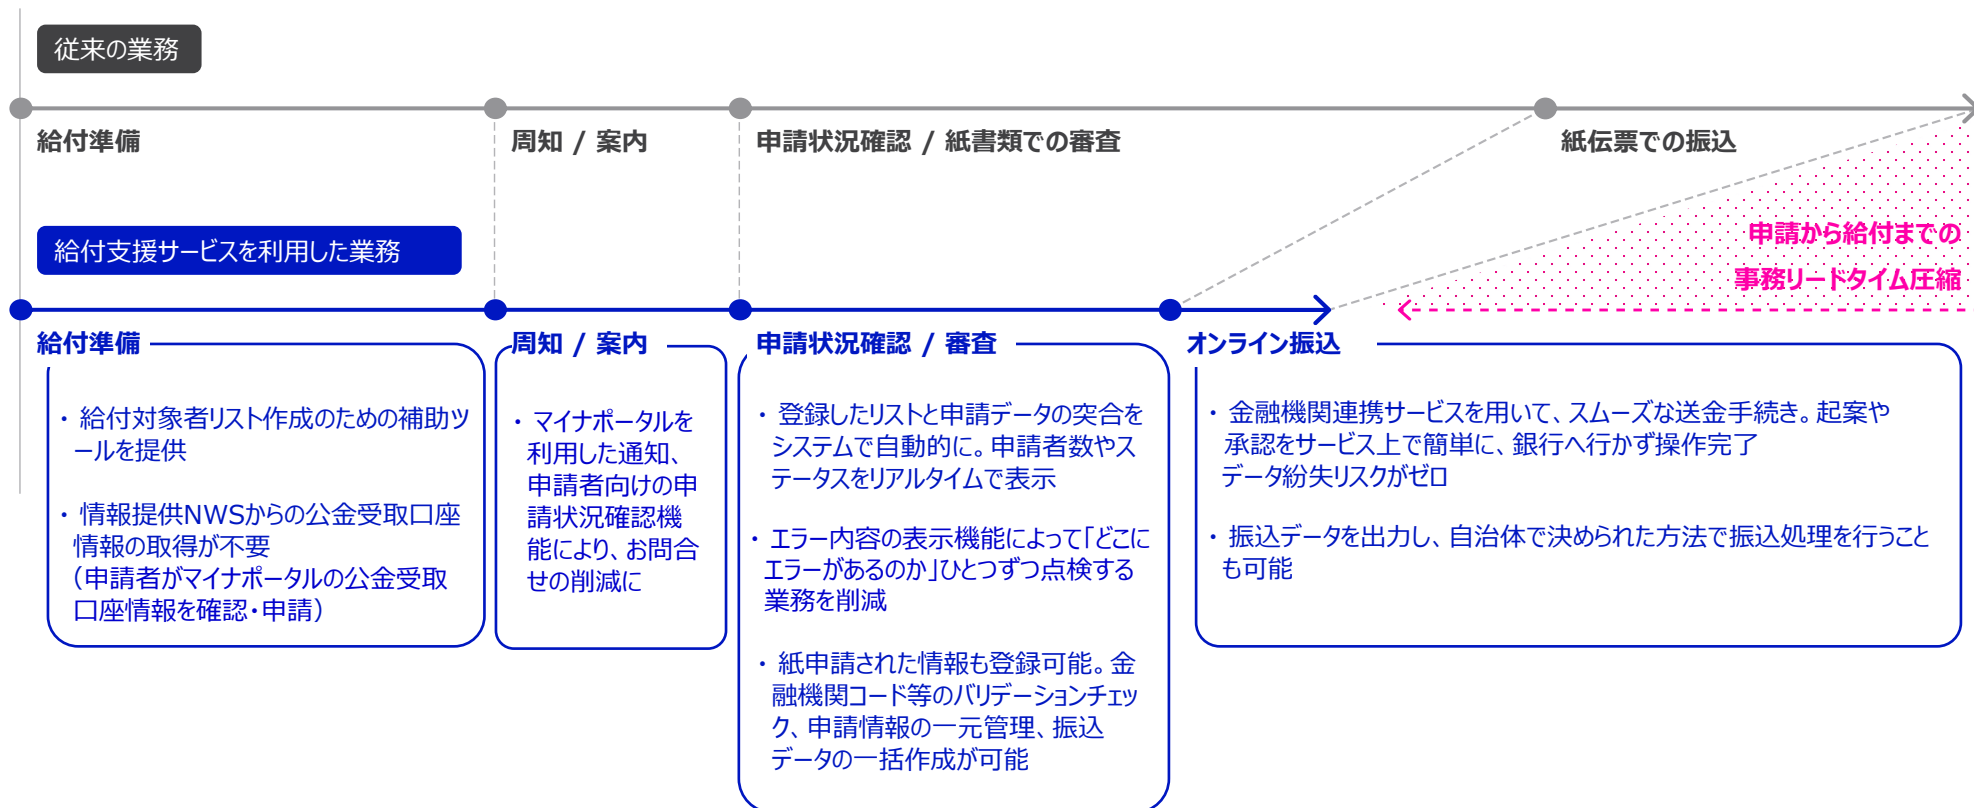 従来の業務
給付準備
周知 / 案内
申請状況確認 / 紙書類での審査
紙伝票での振込
給付支援サービスを利用した業務
申請から給付までの
事務リードタイム圧縮
給付準備
・ 給付対象者リスト作成のための補助ツ
ールを提供
・ 情報提供NWSからの公金受取口座
情報の取得が不要
（申請者がマイナポータルの公金受取
口座情報を確認・申請）
周知 / 案内
・ マイナポータルを
利用した通知、
申請者向けの申
請状況確認機
能により、お問合
せの削減に
申請状況確認 / 審査
・ 登録したリストと申請データの突合を
システムで自動的に。申請者数やス
テータスをリアルタイムで表示
・ エラー内容の表示機能によって「どこに
エラーがあるのか」ひとつずつ点検する
業務を削減
・ 紙申請された情報も登録可能。金
融機関コード等のバリデーションチェッ
ク、申請情報の一元管理、振込
データの一括作成が可能
オンライン振込
・ 金融機関連携サービスを用いて、スムーズな送金手続き。起案や
承認をサービス上で簡単に、銀行へ行かず操作完了
データ紛失リスクがゼロ
・ 振込データを出力し、自治体で決められた方法で振込処理を行うこと
も可能